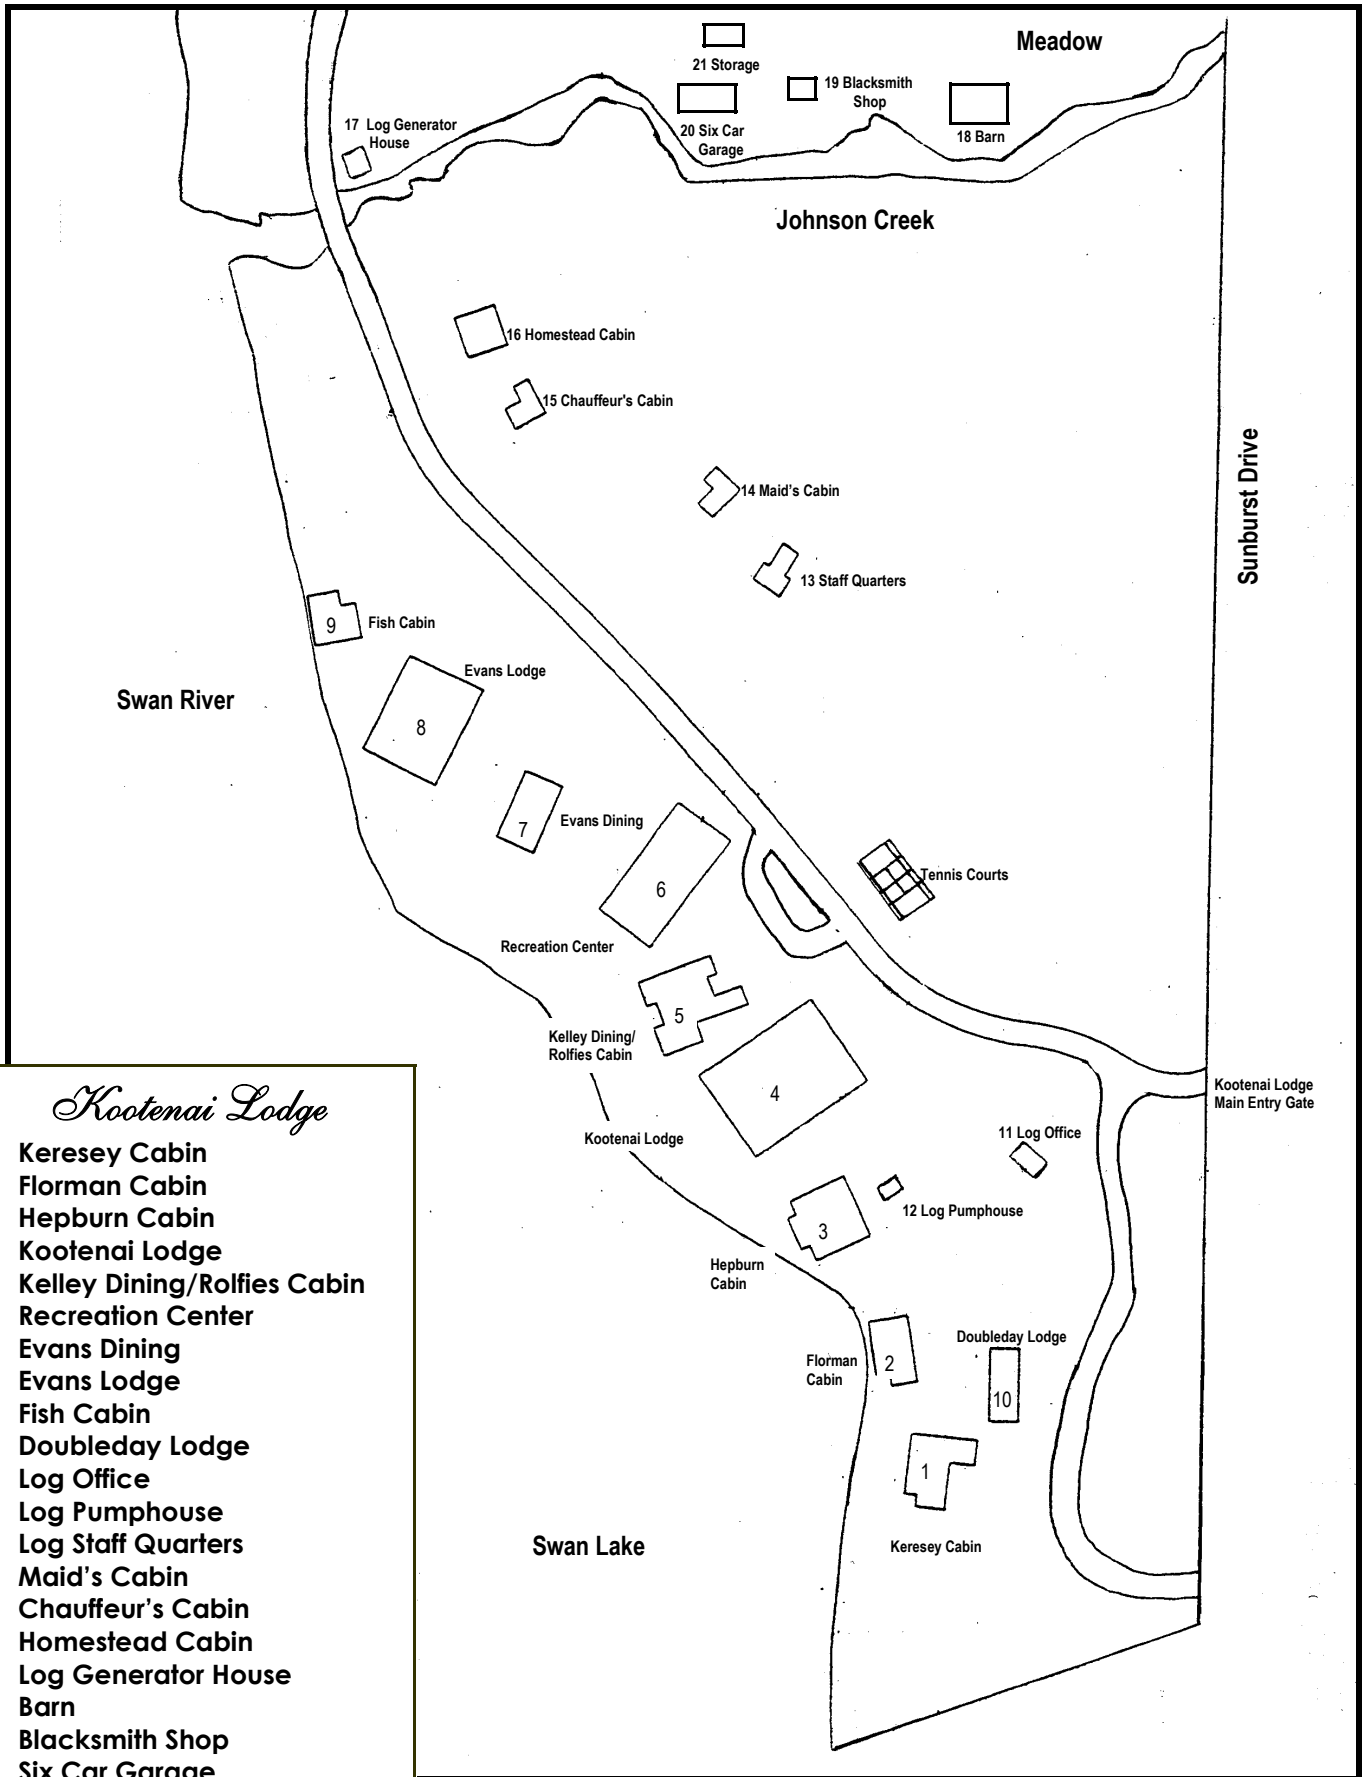 Meadow
21 Storage
19 Blacksmith
Shop
20 Six Car
Garage
18 Barn
17 Log Generator
House
Johnson Creek
16 Homestead Cabin
15 Chauffeur's Cabin
14 Maid’s Cabin
13 Staff Quarters
Sunburst Drive
9
Fish Cabin
Evans Lodge
Swan River
8
7
Evans Dining
6
Tennis Courts
Recreation Center
5
Kelley Dining/
Rolfies Cabin
4
Kootenai Lodge
Main Entry Gate
Kootenai Lodge
11 Log Office
12 Log Pumphouse
3
Hepburn
Cabin
Doubleday Lodge
Florman
Cabin
2
10
1
Keresey Cabin
Swan Lake
Kootenai Lodge
Keresey Cabin
Florman Cabin
Hepburn Cabin
Kootenai Lodge
Kelley Dining/Rolfies Cabin
Recreation Center
Evans Dining
Evans Lodge
Fish Cabin
Doubleday Lodge
Log Office
Log Pumphouse
Log Staff Quarters
Maid’s Cabin
Chauffeur’s Cabin
Homestead Cabin
Log Generator House
Barn
Blacksmith Shop
Six Car Garage